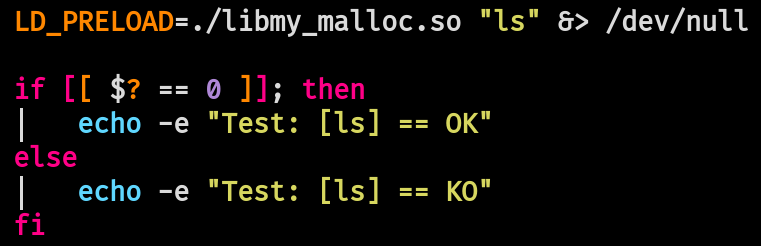 LD_PRELOAD=./libmy_malloc.so "ls" &> /dev/null
if [[ $? == 0 ]]; then
    echo -e "Test: [ls] == OK"
else
    echo -e "Test: [ls] == KO"
fi